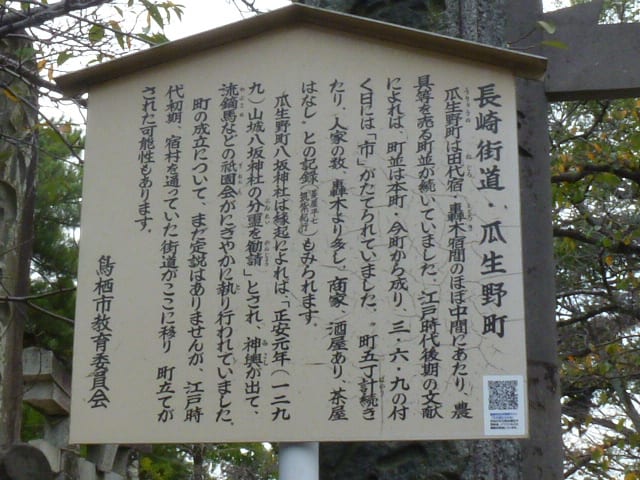 長崎街道・瓜生野町
瓜生野町は田代宿、轟木宿間のほぼ中間にあたり、農
具等を売る町並が続いていました。江戸時代後期の文献
によれば、町並は本町・今町から成り、三・六・九の付
く日には「市」がたてられていました。"町五丁計続き
たり、人家の数、轟木より多し。商家、酒屋あり、茶屋
はなし"との記録(菱屋平七「筑紫紀行」)もみられます。
瓜生野町八坂神社は縁起によれば、「正安元年(一二九
九)山城八坂神社の分霊を勧請」とされ、神輿が出て、
流鏑馬などの祇園会がにぎやかに執り行われていました。
町の成立について、まだ定説はありませんが、江戸時
代初期、宿村を通っていた街道がここに移り、町立てが
された可能性もあります。
鳥栖市教育委員会